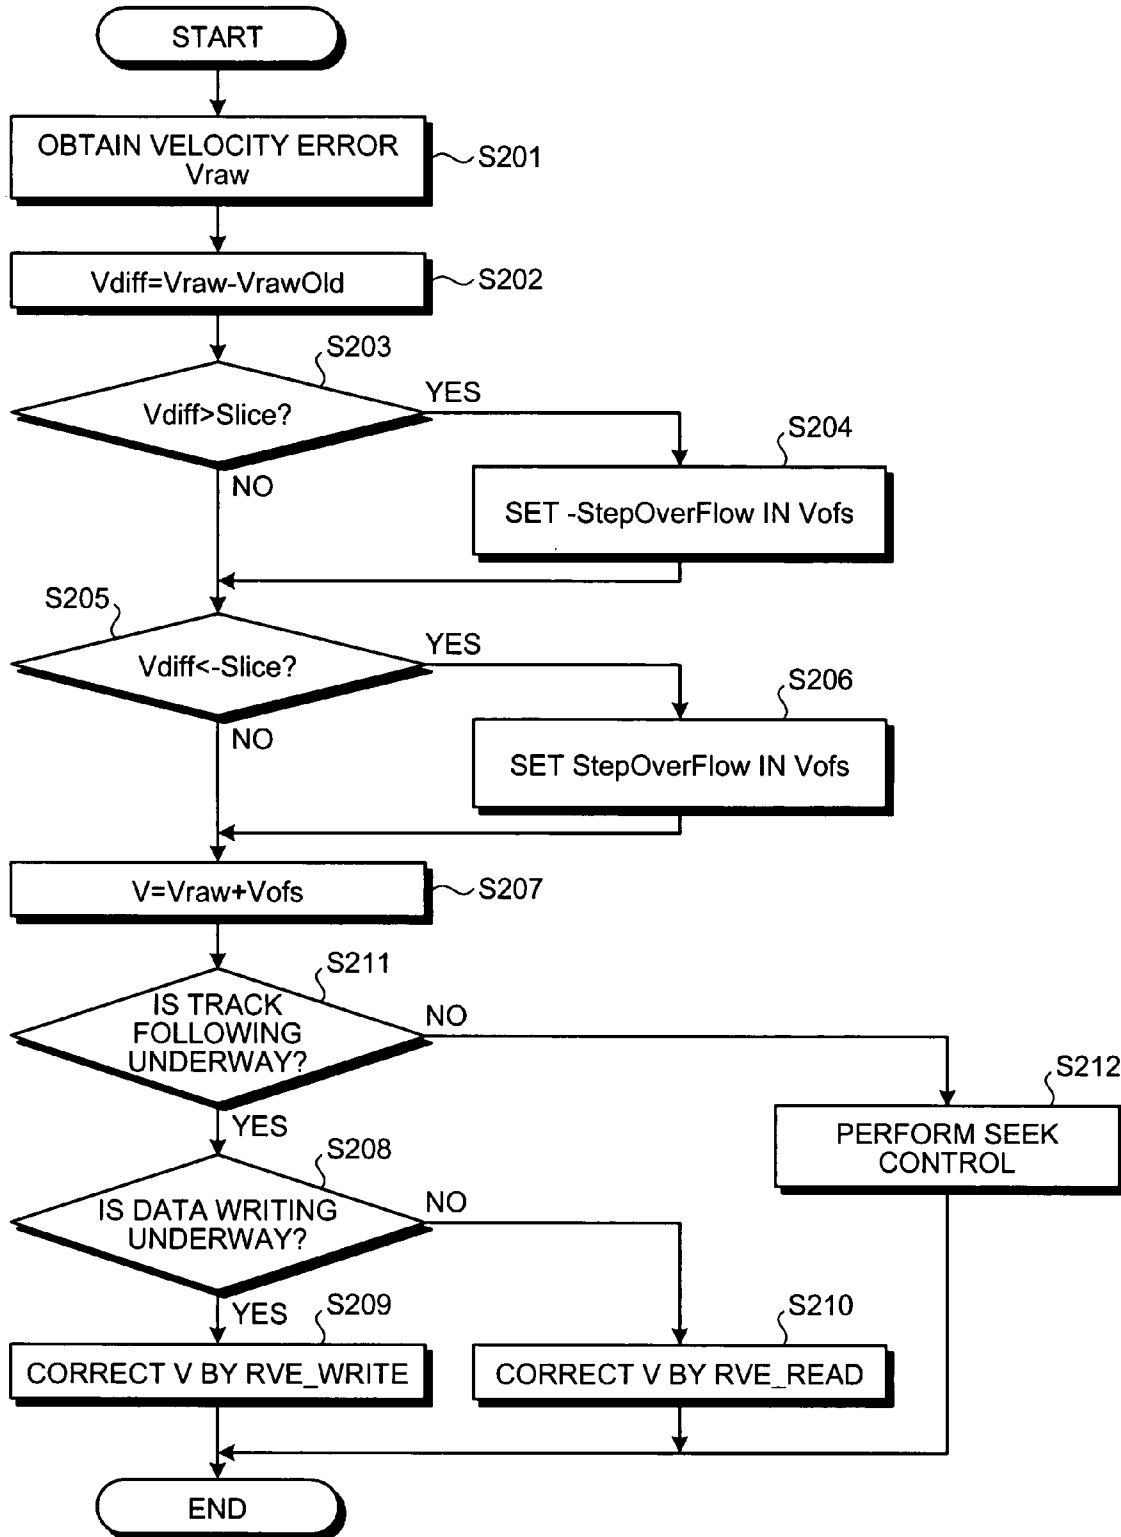 START
OBTAIN VELOCITY ERROR
Vraw
S201
Vdiff=Vraw-VrawOld
S202
S203
Vdiff>Slice?
YES
NO
S204
SET -StepOverFlow IN Vofs
S205
Vdiff<-Slice?
YES
NO
S206
SET StepOverFlow IN Vofs
V=Vraw+Vofs
S207
S211
IS TRACK
FOLLOWING
UNDERWAY?
NO
YES
S212
PERFORM SEEK
CONTROL
S208
IS DATA WRITING
UNDERWAY?
NO
YES
S209
CORRECT V BY RVE_WRITE
S210
CORRECT V BY RVE_READ
END